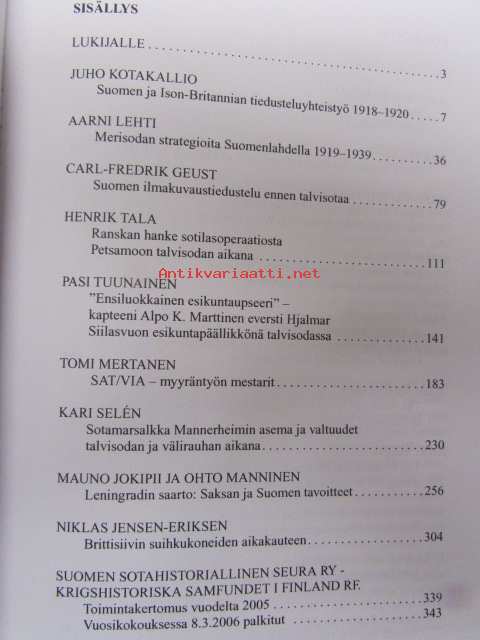 SISÄLLYS
LUKIJALLE ........................................ 3
JUHO KOTAKALLIO
Suomen ja Ison-Britannian tiedusteluyhteistyö 1918–1920 ..... 7
AARNI LEHTI
Merisodan strategioita Suomenlahdella 1919–1939 .......... 36
CARL-FREDRIK GEUST
Suomen ilmakuvaustiedustelu ennen talvisotaa ............ 79
HENRIK TALA
Ranskan hanke sotilasoperaatiosta
Petsamoon talvisodan aikana ........................ 111
Antikvariaatti.net
PASI TUUNAINEN
"Ensiluokkainen esikuntaupseeri" –
kapteeni Alpo K. Marttinen eversti Hjalmar
Siilasvuon esikuntapäällikkönä talvisodassa ............. 141
TOMI MERTANEN
SAT/VIA – myyräntyön mestarit ..................... 183
KARI SELÉN
Sotamarsalkka Mannerheimin asema ja valtuudet
talvisodan ja välirauhan aikana ....................... 230
MAUNO JOKIPII JA OHTO MANNINEN
Leningradin saarto: Saksan ja Suomen tavoitteet .......... 256
NIKLAS JENSEN-ERIKSEN
Brittisiivin suihkukoneiden aikakauteen ................. 304
SUOMEN SOTAHISTORIALLINEN SEURA RY -
KRIGSHISTORISKA SAMFUNDET I FINLAND RF.
Toimintakertomus vuodelta 2005 ..................... 339
Vuosikokouksessa 8.3.2006 palkitut .................... 343